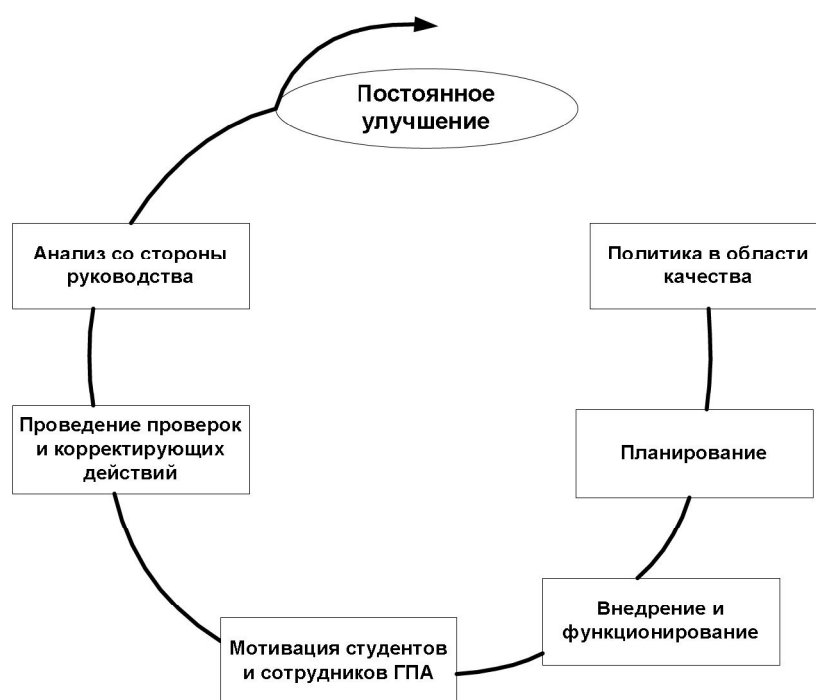 Постоянное
улучшение
Анализ со стороны
руководства
Политика в области
качества
Проведение проверок
и корректирующих
действий
Планирование
Внедрение и
функционирование
Мотивация студентов
и сотрудников ГПА